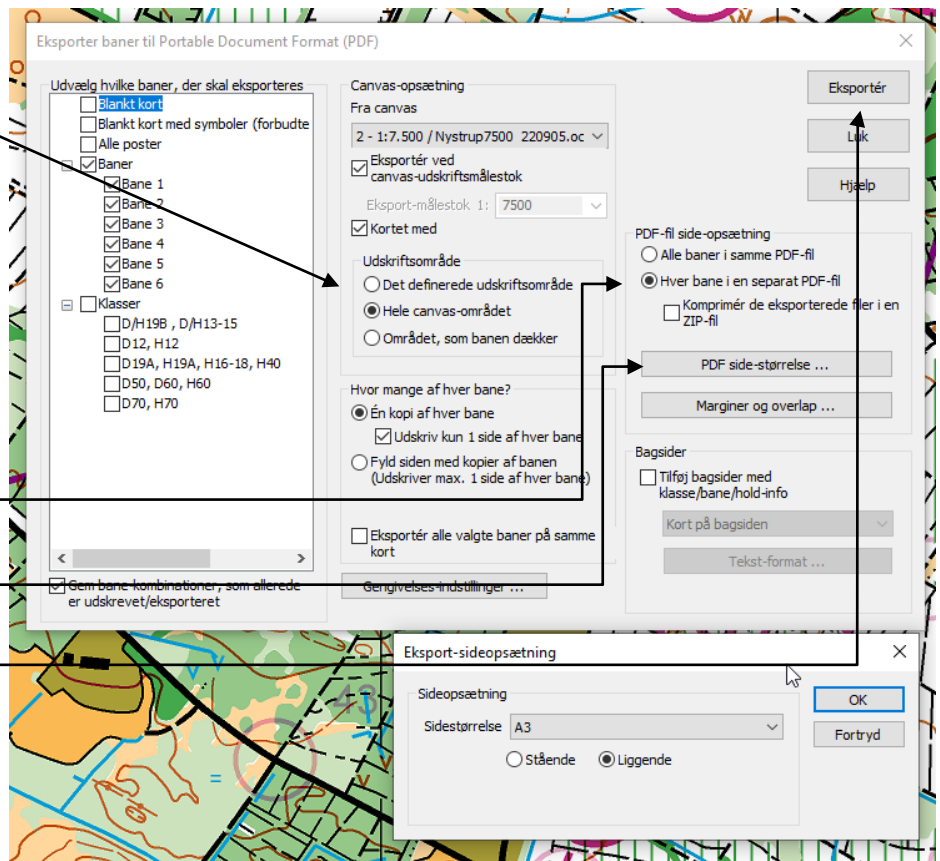 Eksporter baner til Portable Document Format (PDF)
Udvælg hvilke baner, der skal eksporteres
Blankt kort
Blankt kort med symboler (forbudte
Alle poster
Baner
Bane 1
Bane 2
Bane 3
Bane 4
Bane 5
Bane 6
Klasser
D/H19B , D/H13-15
D12, H12
D19A, H19A, H16-18, H40
D50, D60, H60
D70, H70
Gem bane-kombinationer, som allerede
er udskrevet/eksporteret
Canvas-opsætning
Fra canvas
2 - 1:7.500 / Nystrup7500 220905.oc
Eksportér ved
canvas-udskriftsmålestok
Eksport-målestok 1: 7500
Kortet med
Udskriftsområde
Det definerede udskriftsområde
Hele canvas-området
Området, som banen dækker
Hvor mange af hver bane?
Én kopi af hver bane
Udskriv kun 1 side af hver bane
Fyld siden med kopier af banen
(Udskriver max. 1 side af hver bane)
Eksportér alle valgte baner på samme
kort
Gengivelses-indstillinger ...
Eksportér
Luk
Hjælp
PDF-fil side-opsætning
Alle baner i samme PDF-fil
Hver bane i en separat PDF-fil
Komprimér de eksporterede filer i en
ZIP-fil
PDF side-størrelse ...
Marginer og overlap ...
Bagsider
Tilføj bagsider med
klasse/bane/hold-info
Kort på bagsiden
Tekst-format ...
43
Eksport-sideopsætning
Sideopsætning
Sidestørrelse A3
Stående Liggende
OK
Fortryd